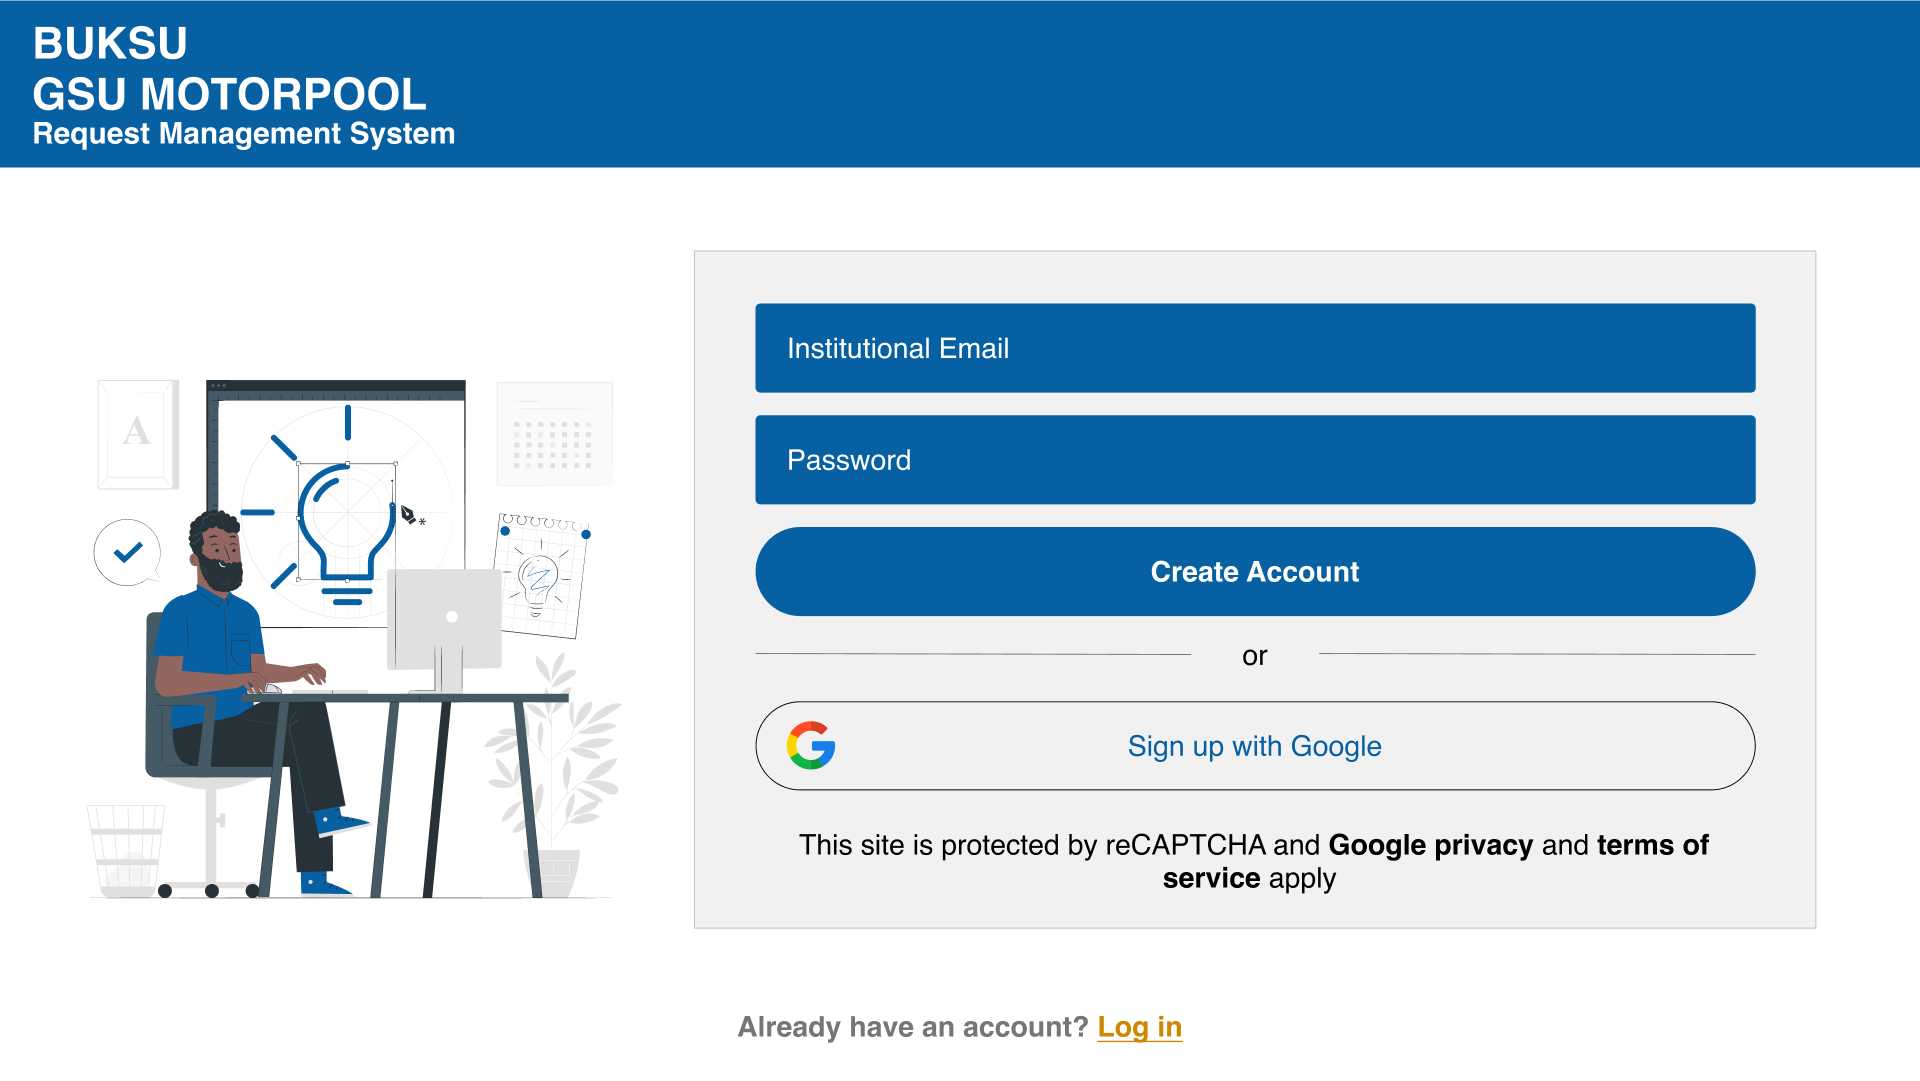 BUKSU
GSU MOTORPOOL
Request Management System
A
Institutional Email
Password
Create Account
or
Sign up with Google
This site is protected by reCAPTCHA and Google privacy and terms of
service apply
Already have an account? Log in